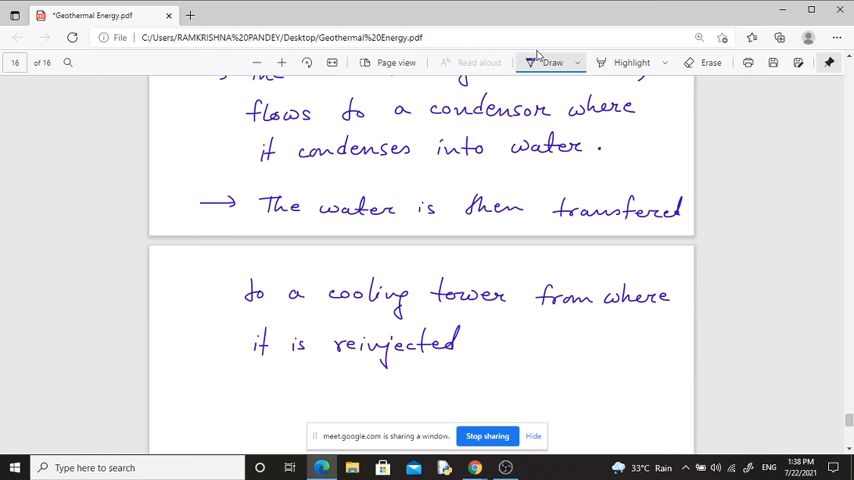 *Geothermal Energy.pdf
File
C:/Users/RAMKRISHNA%20PANDEY/Desktop/Geothermal%20Energy.pdf
16 of 16
Page view
Read aloud
Draw
Highlight
Erase
flows to a condensor where
it condenses into water.
→ The water is then transfered
to a cooling tower from where
it is reinjected
meet.google.com is sharing a window.
Stop sharing
Hide
Type here to search
33°C Rain
ENG
1:38 PM
7/22/2021